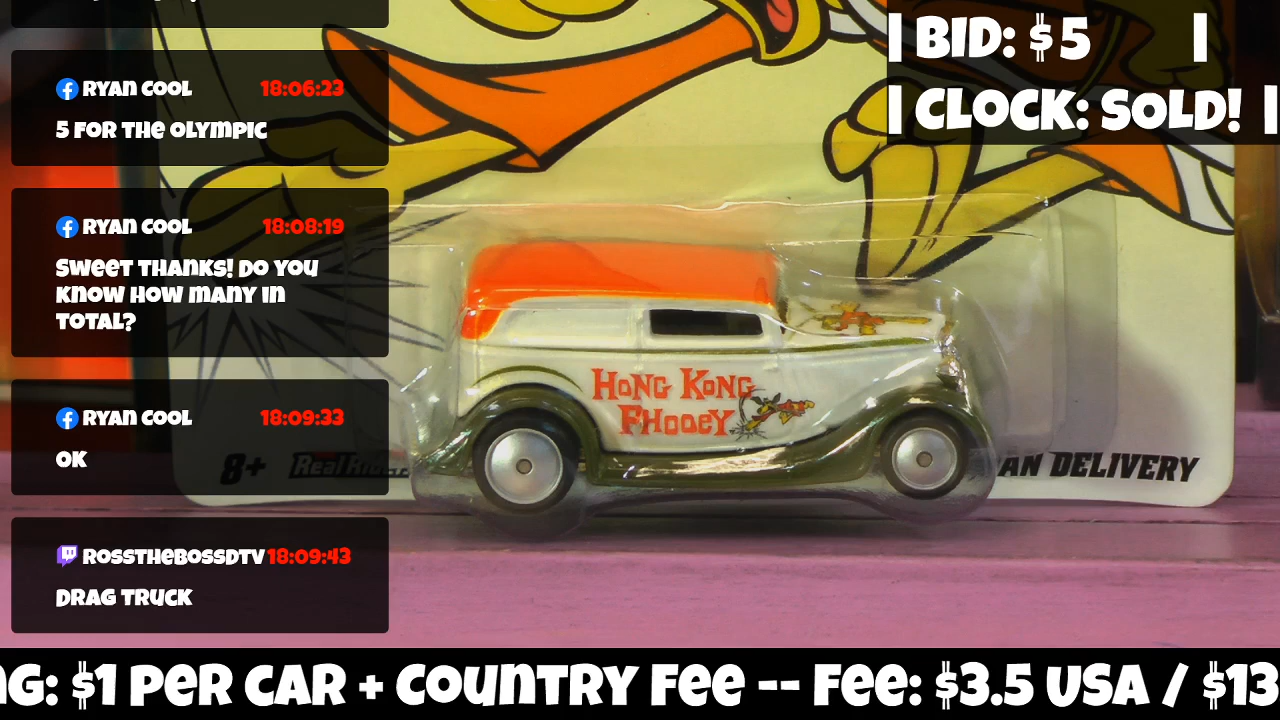 | BID: $5 |
| CLOCK: SOLD! |
RYAN COOL 18:06:23
5 FOR THE OLYMPIC
RYAN COOL 18:08:19
SWEET THANKS! DO YOU
KNOW HOW MANY IN
TOTAL?
RYAN COOL 18:09:33
OK
ROSSTHEBOSSDTV 18:09:43
DRAG TRUCK
HONG KONG
PHOOEY
8+
AN DELIVERY
NG: $1 PER CAR + COUNTRY FEE -- FEE: $3.5 USA / $13